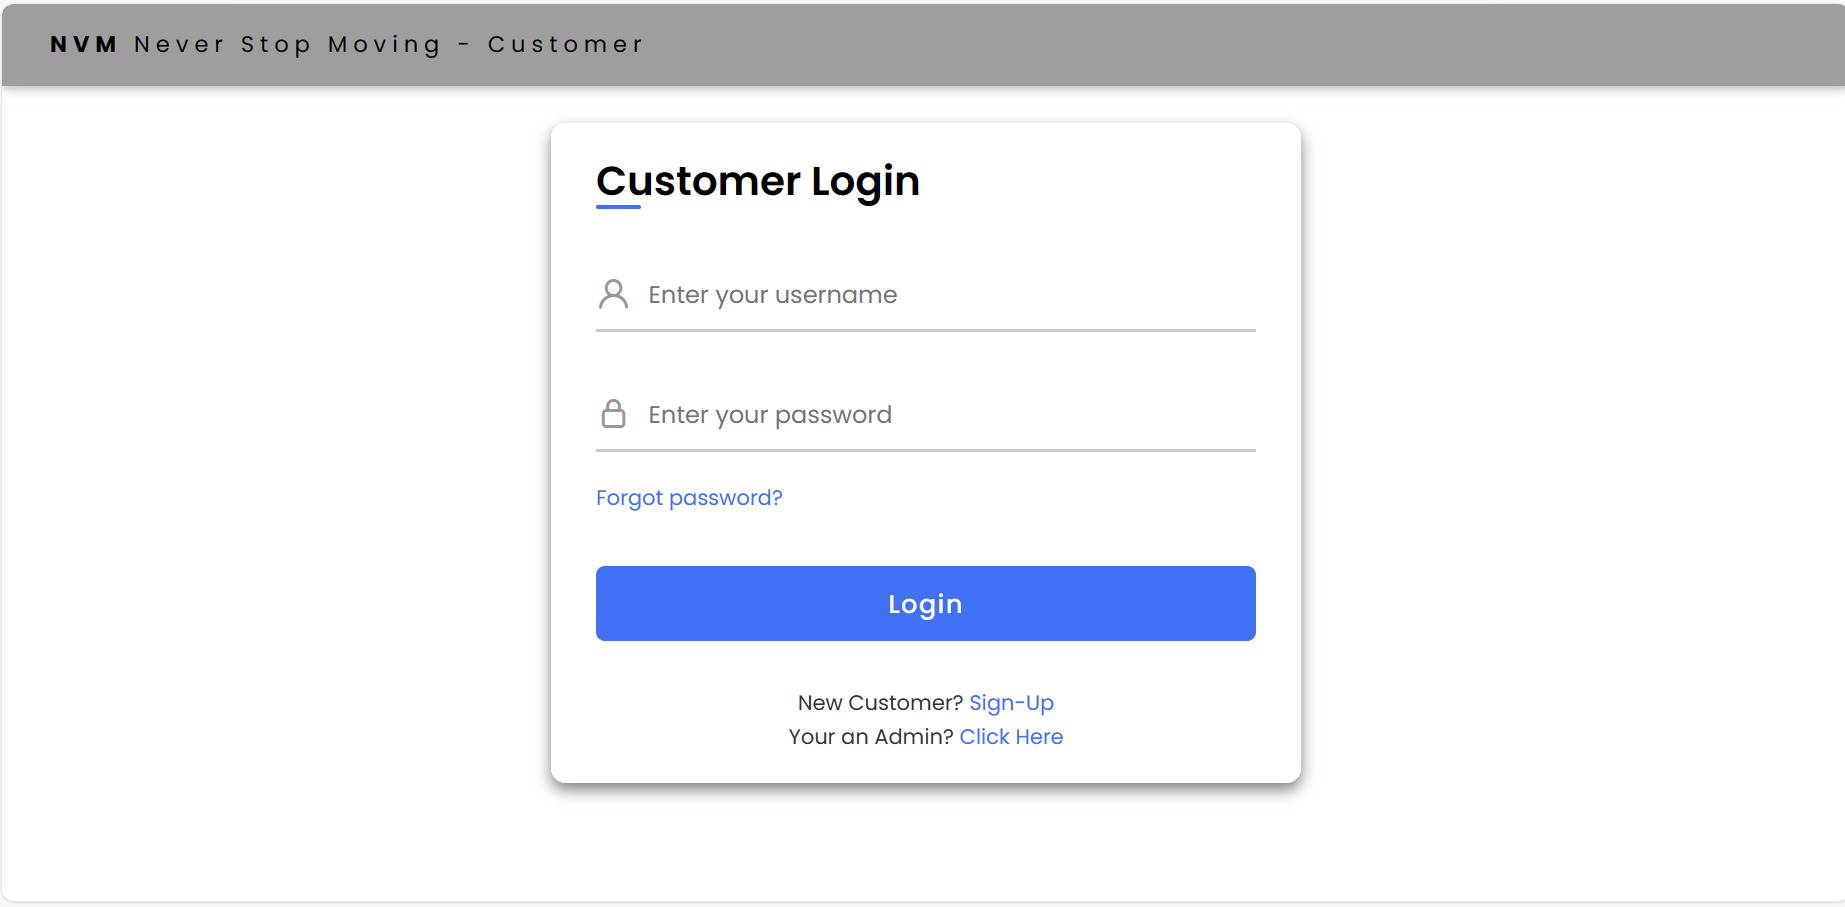 NVM Never Stop Moving - Customer
Customer Login
Enter your username
Enter your password
Forgot password?
Login
New Customer? Sign-Up
Your an Admin? Click Here